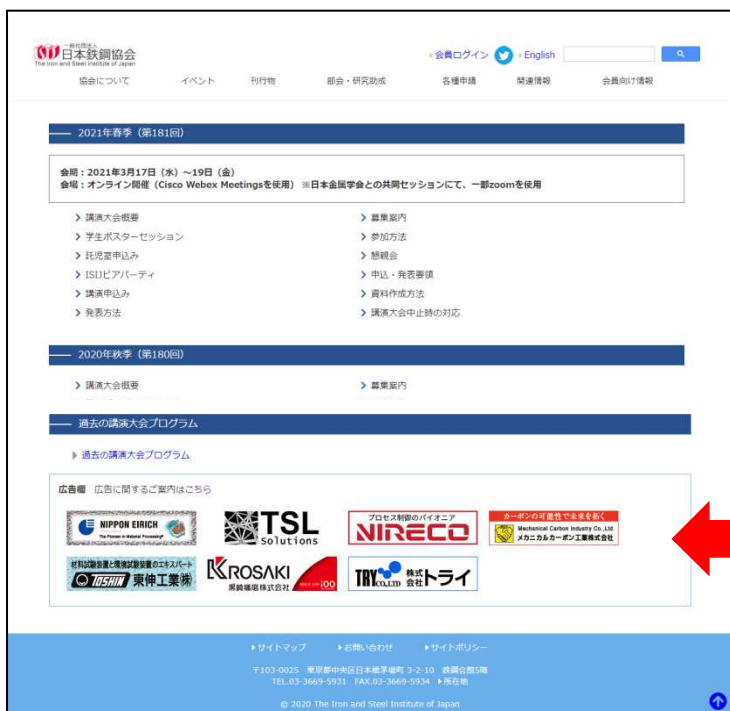 一般社団法人
日本鉄鋼協会
The Iron and Steel Institute of Japan
会員ログイン English
協会について イベント 刊行物 部会・研究助成 各種申請 関連情報 会員向け情報
2021年春季（第181回）
会期：2021年3月17日（水）～19日（金）
会場：オンライン開催（Cisco Webex Meetingsを使用） ※日本金属学会との共同セッションにて、一部zoomを使用
講演大会概要 募集案内
学生ポスターセッション 参加方法
託児室申込み 懇親会
ISIJビアパーティ 申込・発表要領
講演申込み 資料作成方法
発表方法 講演大会中止時の対応
2020年秋季（第180回）
講演大会概要 募集案内
過去の講演大会プログラム
過去の講演大会プログラム
広告欄 広告に関するご案内はこちら
NIPPON EIRICH
The Pioneer in Material Processing
TSL
Solutions
プロセス制御のパイオニア
NIRECO
カーボンの可能性で未来を拓く
Mechanical Carbon Industry Co.,Ltd.
メカニカルカーボン工業株式会社
材料試験装置と環境試験装置のエキスパート
TOSHIN 東伸工業㈱
KROSAKI
黒崎播磨株式会社
100
TRY CO.,LTD 株式会社トライ
サイトマップ お問い合わせ サイトポリシー
〒103-0025 東京都中央区日本橋茅場町 3-2-10 鉄鋼会館5階
TEL.03-3669-5931 FAX.03-3669-5934 所在地
© 2020 The Iron and Steel Institute of Japan